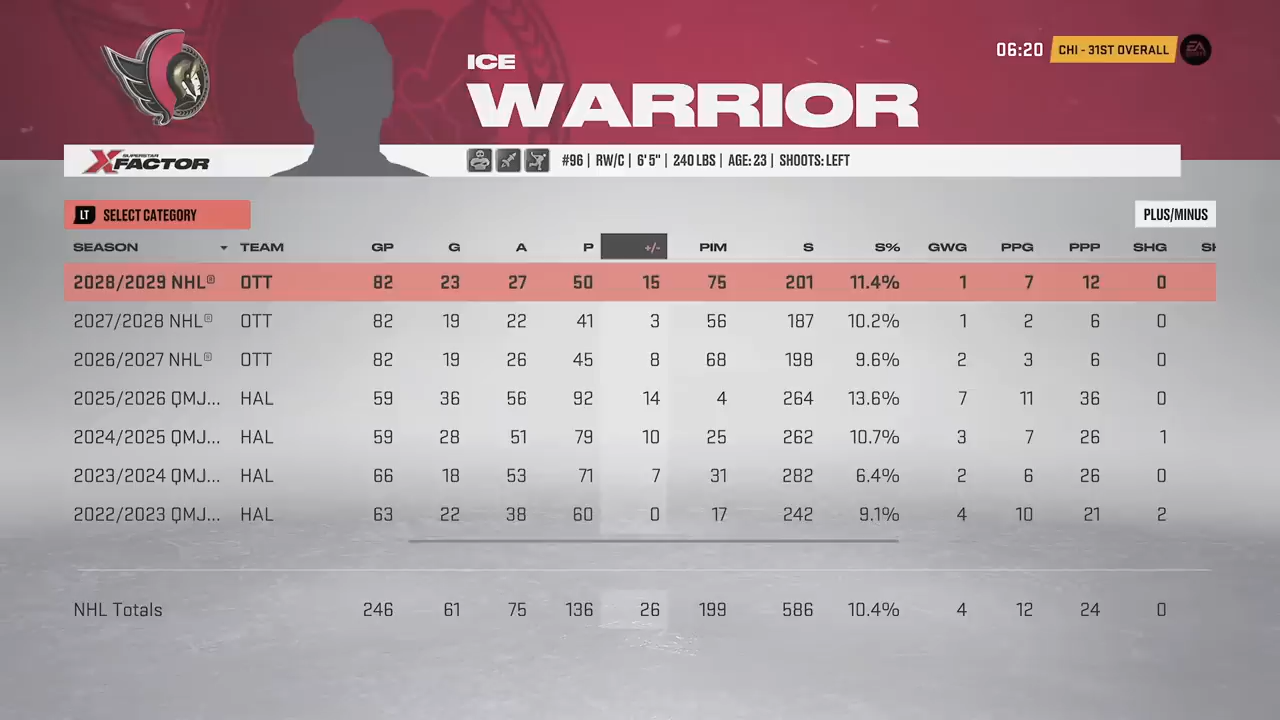 ICE
WARRIOR
06:20 CHI - 31ST OVERALL EA
SUPERSTAR
XFACTOR
#96 | RW/C | 6' 5" | 240 LBS | AGE: 23 | SHOOTS: LEFT
LT SELECT CATEGORY
PLUS/MINUS
SEASON TEAM GP G A P +/- PIM S S% GWG PPG PPP SHG
2028/2029 NHL® OTT 82 23 27 50 15 75 201 11.4% 1 7 12 0
2027/2028 NHL® OTT 82 19 22 41 3 56 187 10.2% 1 2 6 0
2026/2027 NHL® OTT 82 19 26 45 8 68 198 9.6% 2 3 6 0
2025/2026 QMJ... HAL 59 36 56 92 14 4 264 13.6% 7 11 36 0
2024/2025 QMJ... HAL 59 28 51 79 10 25 262 10.7% 3 7 26 1
2023/2024 QMJ... HAL 66 18 53 71 7 31 282 6.4% 2 6 26 0
2022/2023 QMJ... HAL 63 22 38 60 0 17 242 9.1% 4 10 21 2
NHL Totals 246 61 75 136 26 199 586 10.4% 4 12 24 0